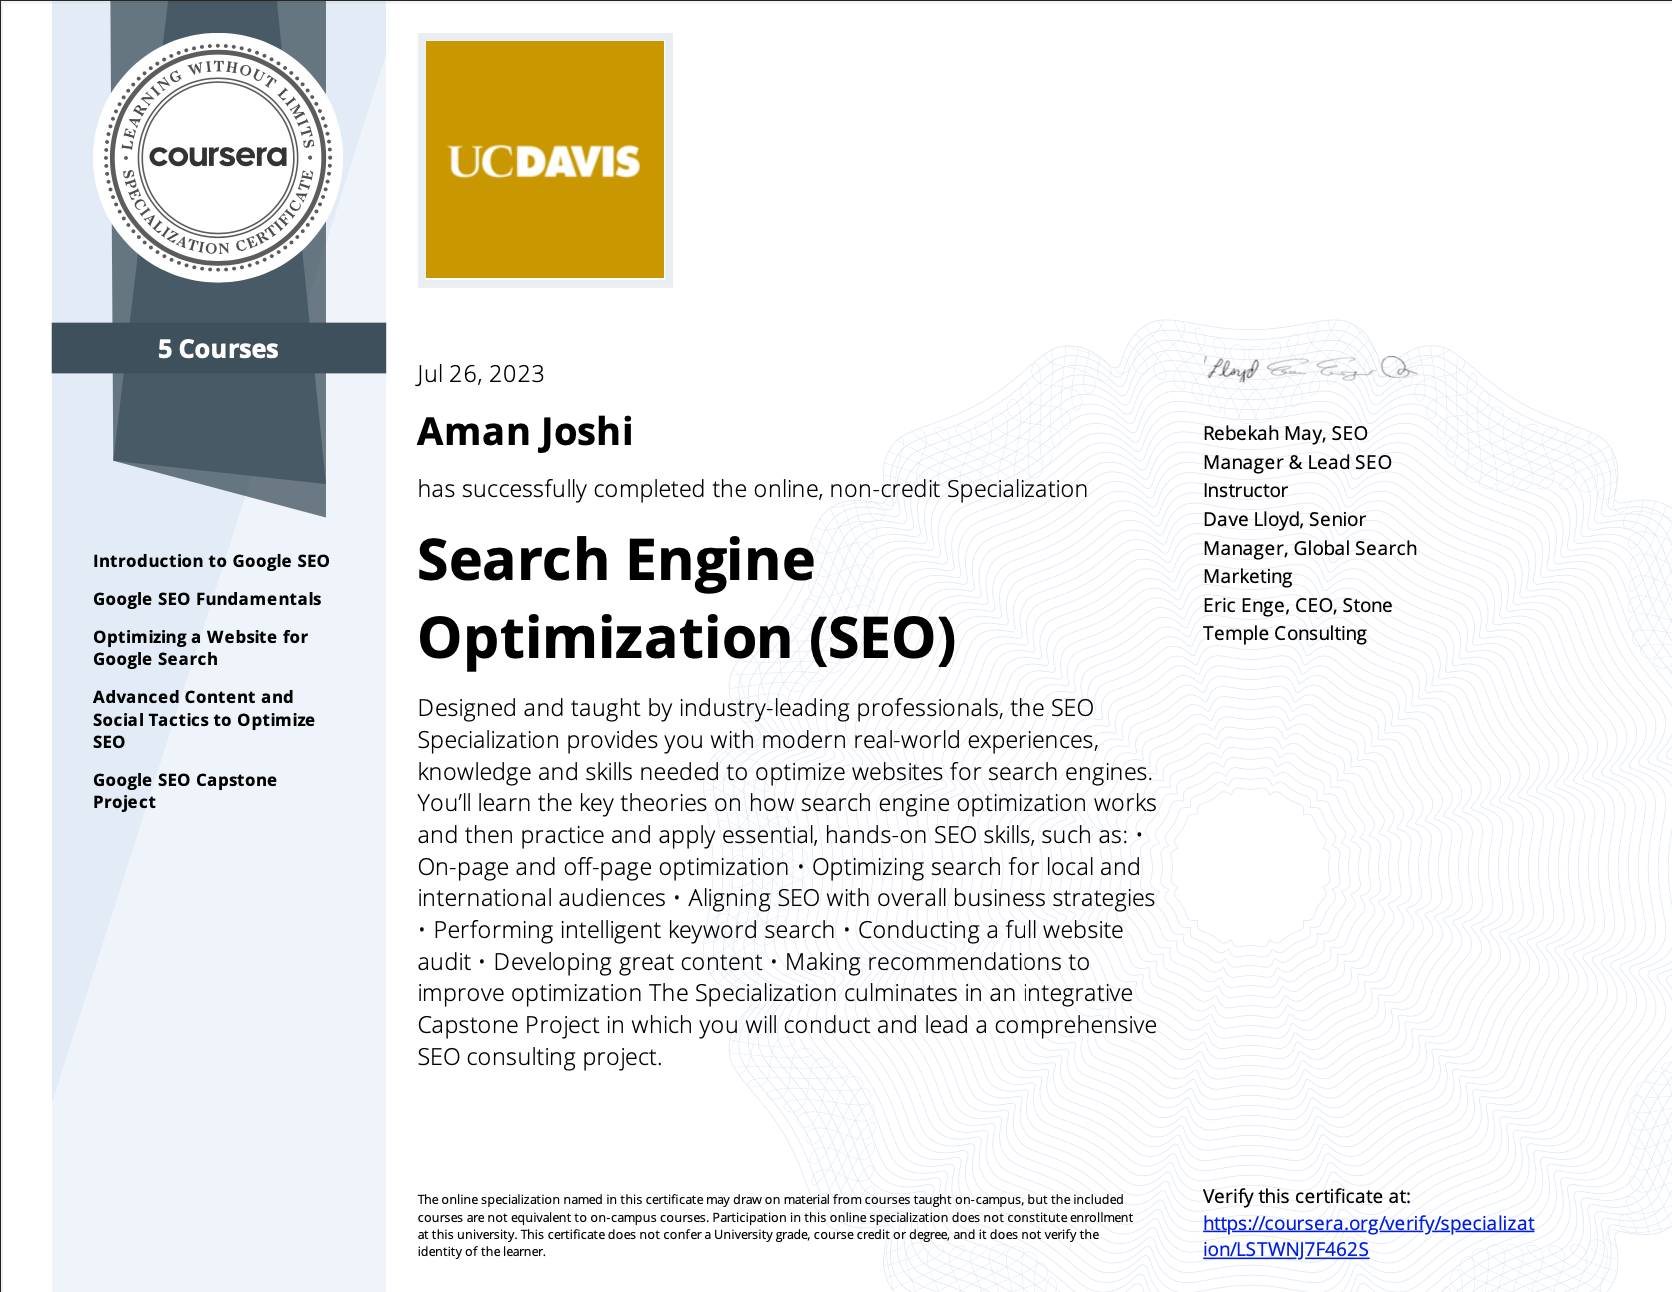 LEARNING WITHOUT LIMITS
coursera
SPECIALIZATION CERTIFICATE
5 Courses
Introduction to Google SEO
Google SEO Fundamentals
Optimizing a Website for
Google Search
Advanced Content and
Social Tactics to Optimize
SEO
Google SEO Capstone
Project
UCDAVIS
Jul 26, 2023
Aman Joshi
has successfully completed the online, non-credit Specialization
Search Engine
Optimization (SEO)
Designed and taught by industry-leading professionals, the SEO
Specialization provides you with modern real-world experiences,
knowledge and skills needed to optimize websites for search engines.
You’ll learn the key theories on how search engine optimization works
and then practice and apply essential, hands-on SEO skills, such as: •
On-page and off-page optimization • Optimizing search for local and
international audiences • Aligning SEO with overall business strategies
• Performing intelligent keyword search • Conducting a full website
audit • Developing great content • Making recommendations to
improve optimization The Specialization culminates in an integrative
Capstone Project in which you will conduct and lead a comprehensive
SEO consulting project.
Lloyd
Rebekah May, SEO
Manager & Lead SEO
Instructor
Dave Lloyd, Senior
Manager, Global Search
Marketing
Eric Enge, CEO, Stone
Temple Consulting
The online specialization named in this certificate may draw on material from courses taught on-campus, but the included
courses are not equivalent to on-campus courses. Participation in this online specialization does not constitute enrollment
at this university. This certificate does not confer a University grade, course credit or degree, and it does not verify the
identity of the learner.
Verify this certificate at:
https://coursera.org/verify/specializat
ion/LSTWNJ7F462S